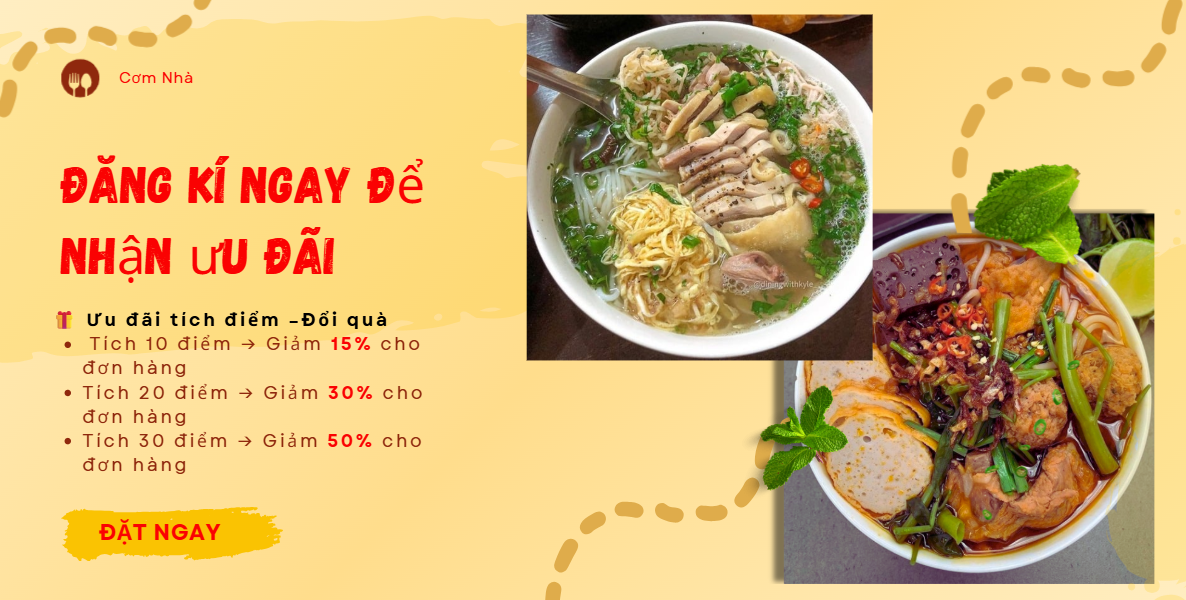 Cơm Nhà
ĐĂNG KÍ NGAY ĐỂ
NHẬN ƯU ĐÃI
Ưu đãi tích điểm –Đổi quà
• Tích 10 điểm → Giảm 15% cho
đơn hàng
• Tích 20 điểm → Giảm 30% cho
đơn hàng
• Tích 30 điểm → Giảm 50% cho
đơn hàng
ĐẶT NGAY
@diningwithkyle_